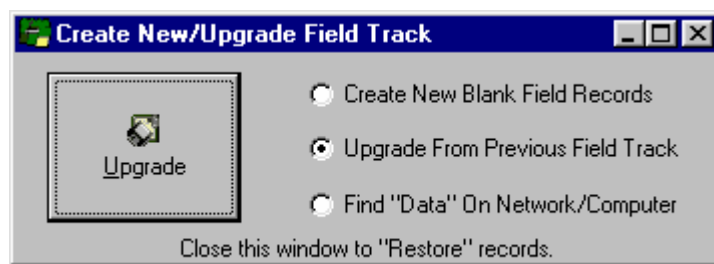 Create New/Upgrade Field Track
Create New Blank Field Records
Upgrade
Upgrade From Previous Field Track
Find "Data" On Network/Computer
Close this window to "Restore" records.